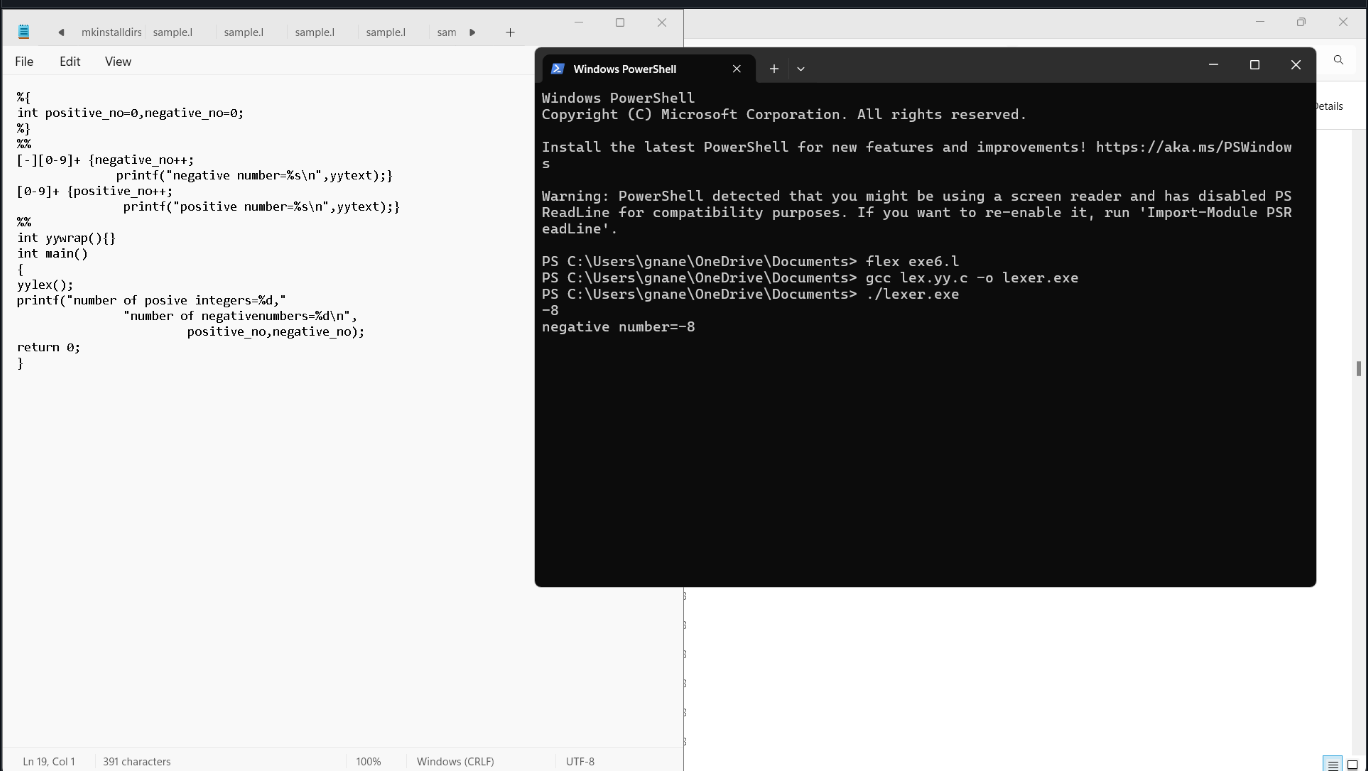 mkinstalldirs sample.l sample.l sample.l sample.l sam
File Edit View
%{
int positive_no=0,negative_no=0;
%}
%%
[-][0-9]+ {negative_no++;
printf("negative number=%s\n",yytext);}
[0-9]+ {positive_no++;
printf("positive number=%s\n",yytext);}
%%
int yywrap(){}
int main()
{
yylex();
printf("number of posive integers=%d,"
"number of negativenumbers=%d\n",
positive_no,negative_no);
return 0;
}
Ln 19, Col 1 391 characters 100% Windows (CRLF) UTF-8
Windows PowerShell
Windows PowerShell
Copyright (C) Microsoft Corporation. All rights reserved.
Install the latest PowerShell for new features and improvements! https://aka.ms/PSWindow
s
Warning: PowerShell detected that you might be using a screen reader and has disabled PS
ReadLine for compatibility purposes. If you want to re-enable it, run 'Import-Module PSR
eadLine'.
PS C:\Users\gnane\OneDrive\Documents> flex exe6.l
PS C:\Users\gnane\OneDrive\Documents> gcc lex.yy.c -o lexer.exe
PS C:\Users\gnane\OneDrive\Documents> ./lexer.exe
-8
negative number=-8
etails